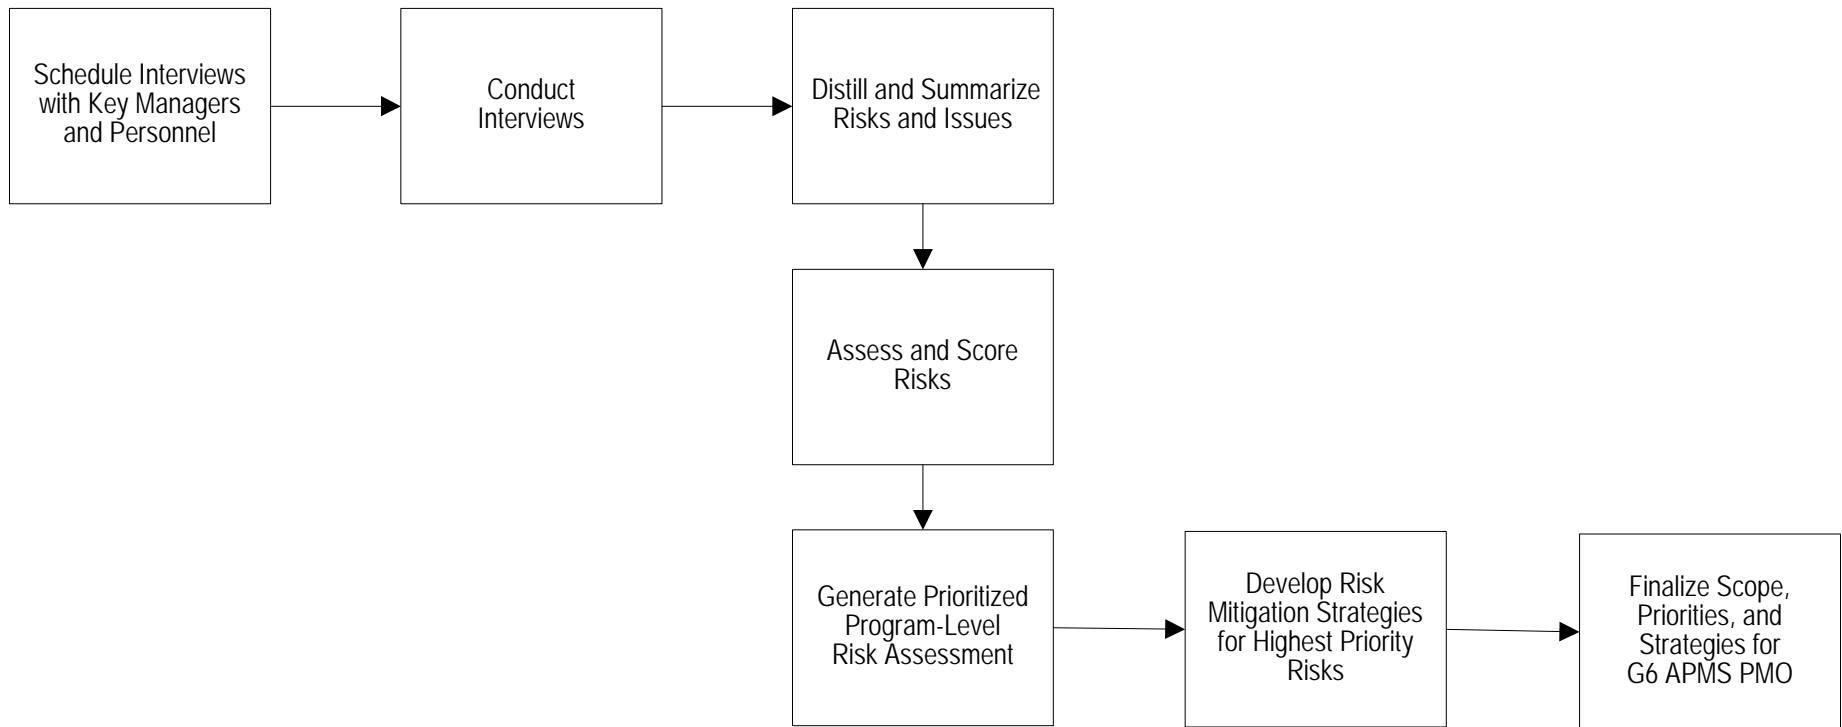 Schedule Interviews
with Key Managers
and Personnel
Conduct
Interviews
Distill and Summarize
Risks and Issues
Assess and Score
Risks
Generate Prioritized
Program-Level
Risk Assessment
Develop Risk
Mitigation Strategies
for Highest Priority
Risks
Finalize Scope,
Priorities, and
Strategies for
G6 APMS PMO